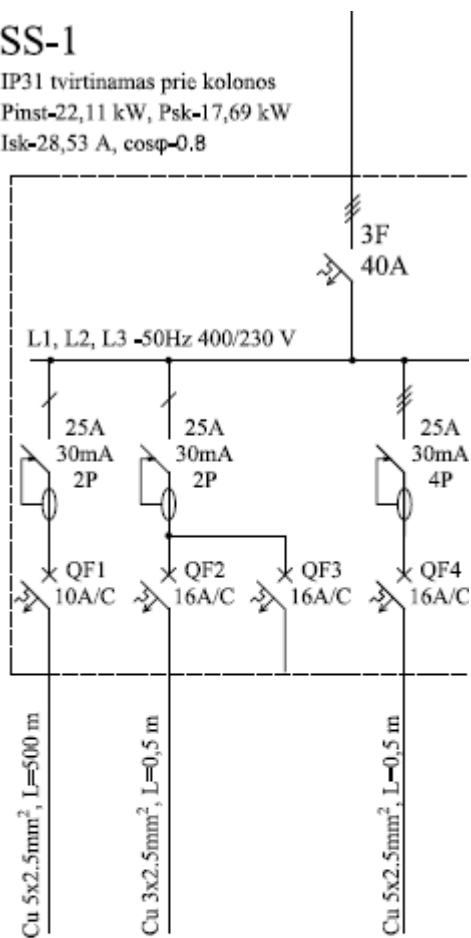 SS-1
IP31 tvirtinamas prie kolonos
Pinst-22,11 kW, Psk-17,69 kW
Isk-28,53 A, cosφ-0.8
3F
40A
L1, L2, L3 -50Hz 400/230 V
25A
30mA
2P
25A
30mA
2P
25A
30mA
4P
QF1
10A/C
QF2
16A/C
QF3
16A/C
QF4
16A/C
Cu 5x2.5mm², L=500 m
Cu 3x2.5mm², L=0,5 m
Cu 5x2.5mm², L=0,5 m